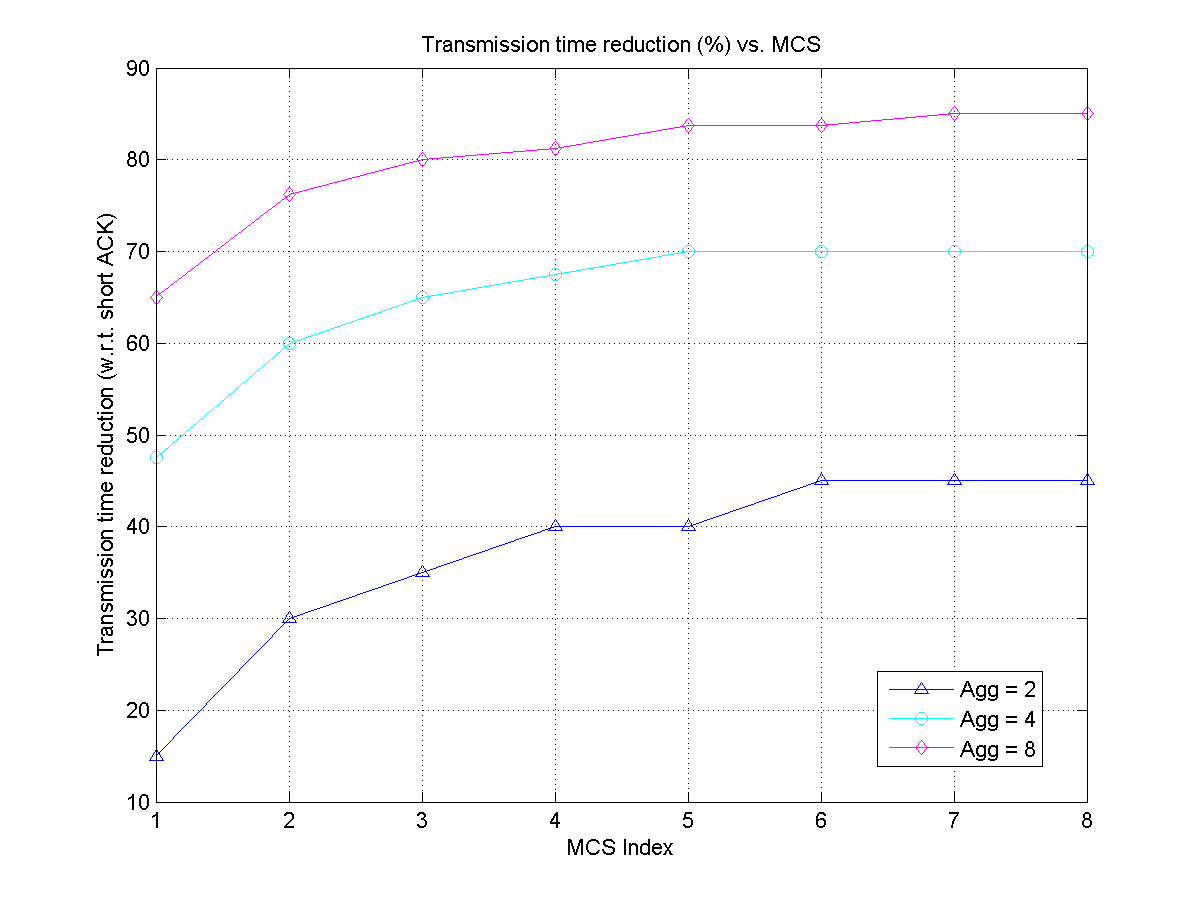 Transmission time reduction (%) vs. MCS
Transmission time reduction (w.r.t. short ACK)
90
80
70
60
50
40
30
20
10
1 2 3 4 5 6 7 8
MCS Index
Agg = 2
Agg = 4
Agg = 8